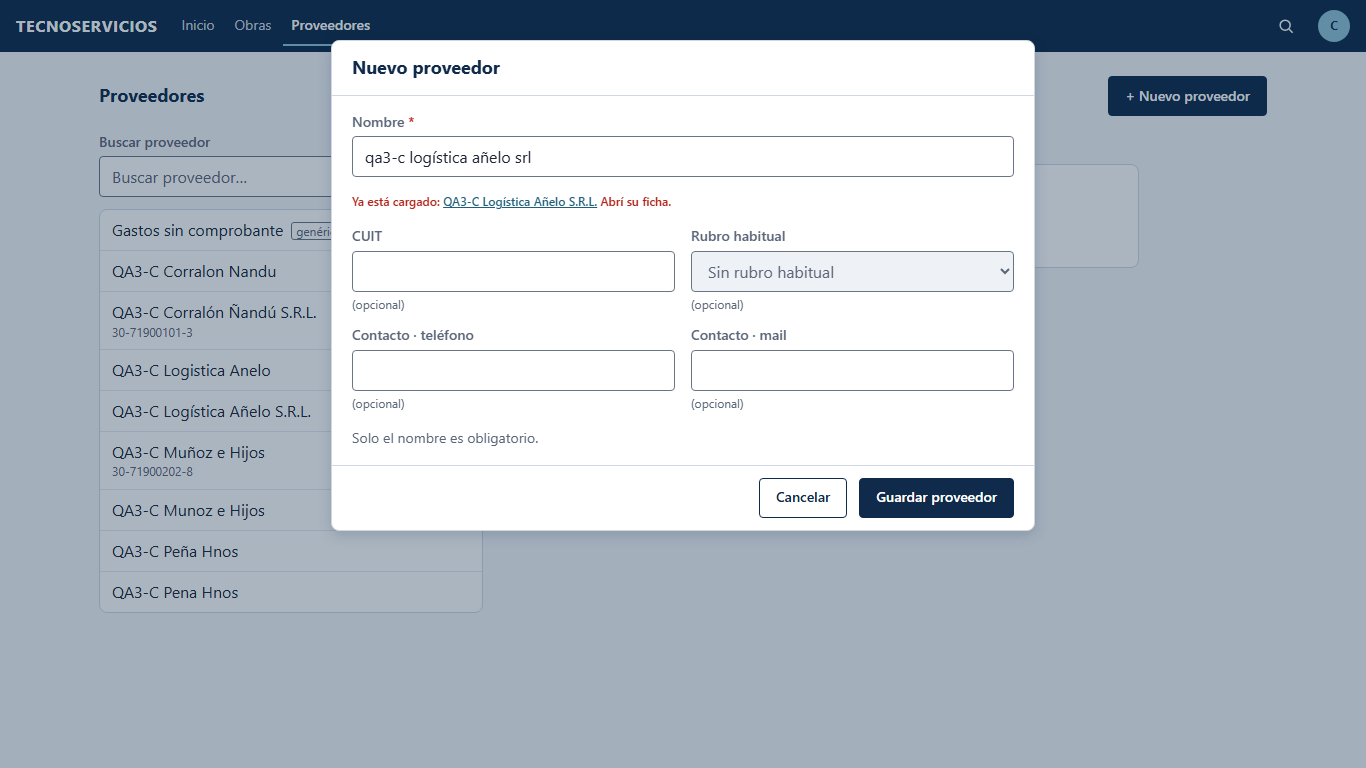 TECNOSERVICIOS Inicio Obras Proveedores C
Nuevo proveedor
Proveedores
+ Nuevo proveedor
Nombre *
Buscar proveedor
qa3-c logística añelo srl
Buscar proveedor...
Ya está cargado: QA3-C Logística Añelo S.R.L. Abrí su ficha.
Gastos sin comprobante
CUIT
Rubro habitual
QA3-C Corralon Nandu
Sin rubro habitual
(opcional)
(opcional)
QA3-C Corralón Ñandú S.R.L.
30-71900101-3
Contacto · teléfono
Contacto · mail
QA3-C Logistica Anelo
(opcional)
(opcional)
QA3-C Logística Añelo S.R.L.
Solo el nombre es obligatorio.
QA3-C Muñoz e Hijos
30-71900202-8
Cancelar
Guardar proveedor
QA3-C Munoz e Hijos
QA3-C Peña Hnos
QA3-C Pena Hnos